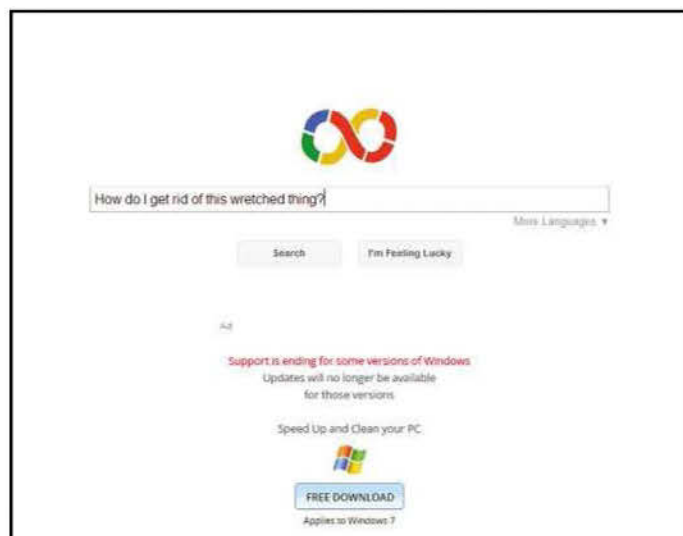 How do I get rid of this wretched thing?
More Languages ▼
Search I'm Feeling Lucky
Ad
Support is ending for some versions of Windows
Updates will no longer be available
for those versions
Speed Up and Clean your PC
FREE DOWNLOAD
Applies to Windows 7